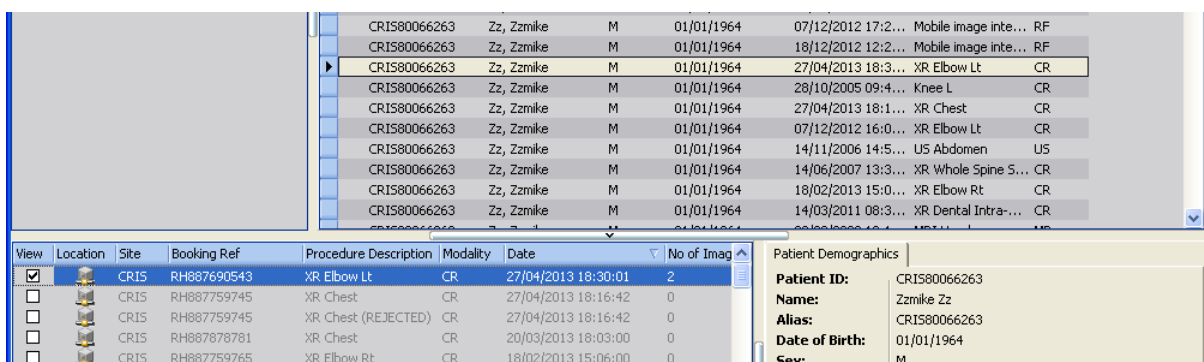 CRIS80066263 Zz, Zzmike M 01/01/1964 07/12/2012 17:2... Mobile image inte... RF
CRIS80066263 Zz, Zzmike M 01/01/1964 18/12/2012 12:2... Mobile image inte... RF
CRIS80066263 Zz, Zzmike M 01/01/1964 27/04/2013 18:3... XR Elbow Lt CR
CRIS80066263 Zz, Zzmike M 01/01/1964 28/10/2005 09:4... Knee L CR
CRIS80066263 Zz, Zzmike M 01/01/1964 27/04/2013 18:1... XR Chest CR
CRIS80066263 Zz, Zzmike M 01/01/1964 07/12/2012 16:0... XR Elbow Lt CR
CRIS80066263 Zz, Zzmike M 01/01/1964 14/11/2006 14:5... US Abdomen US
CRIS80066263 Zz, Zzmike M 01/01/1964 14/06/2007 13:3... XR Whole Spine S... CR
CRIS80066263 Zz, Zzmike M 01/01/1964 18/02/2013 15:0... XR Elbow Rt CR
CRIS80066263 Zz, Zzmike M 01/01/1964 14/03/2011 08:3... XR Dental Intra-... CR
View Location Site Booking Ref Procedure Description Modality Date No of Imag
CRIS RH887690543 XR Elbow Lt CR 27/04/2013 18:30:01 2
CRIS RH887759745 XR Chest CR 27/04/2013 18:16:42 0
CRIS RH887759745 XR Chest (REJECTED) CR 27/04/2013 18:16:42 0
CRIS RH887878781 XR Chest CR 20/03/2013 18:03:00 0
CRIS RH887759765 XR Elbow Rt CR 18/02/2013 15:06:00 0
Patient Demographics
Patient ID: CRIS80066263
Name: Zzmike Zz
Alias: CRIS80066263
Date of Birth: 01/01/1964
Sex: M